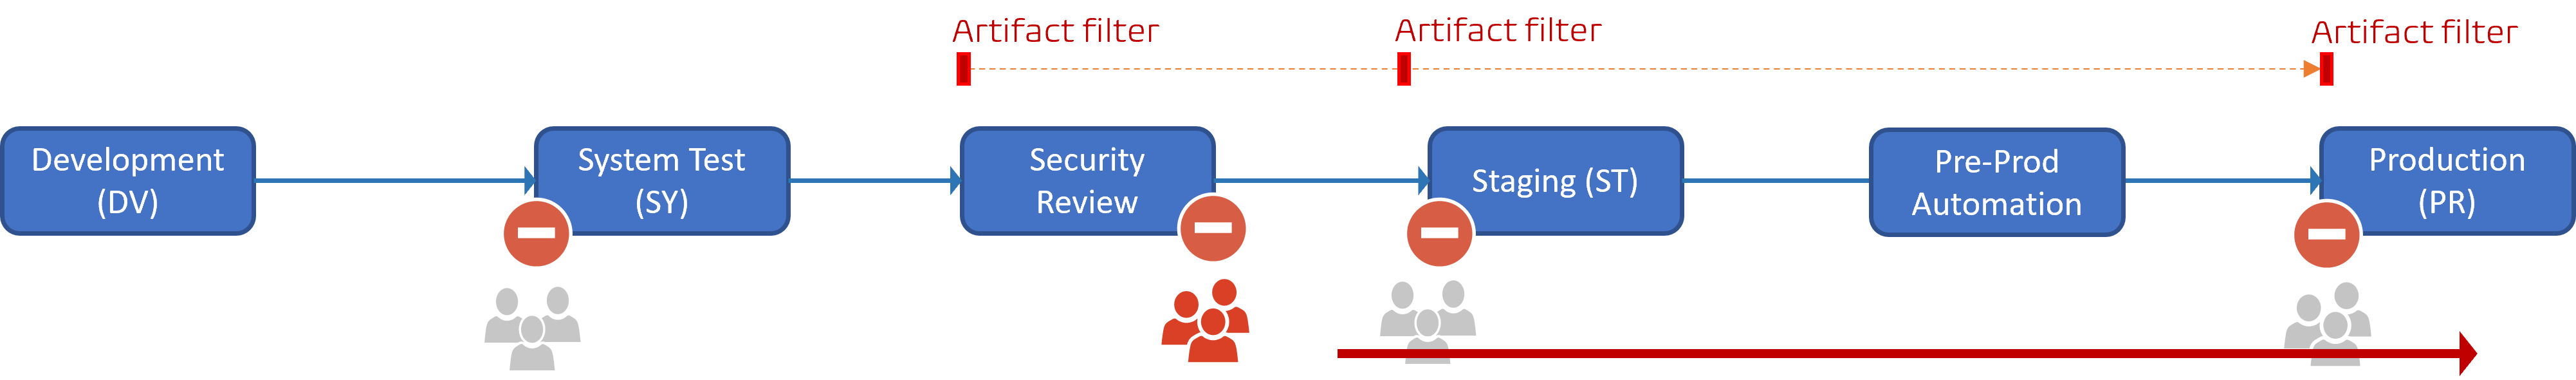 Artifact filter
Artifact filter
Artifact filter
Development
(DV)
System Test
(SY)
Security
Review
Staging (ST)
Pre-Prod
Automation
Production
(PR)